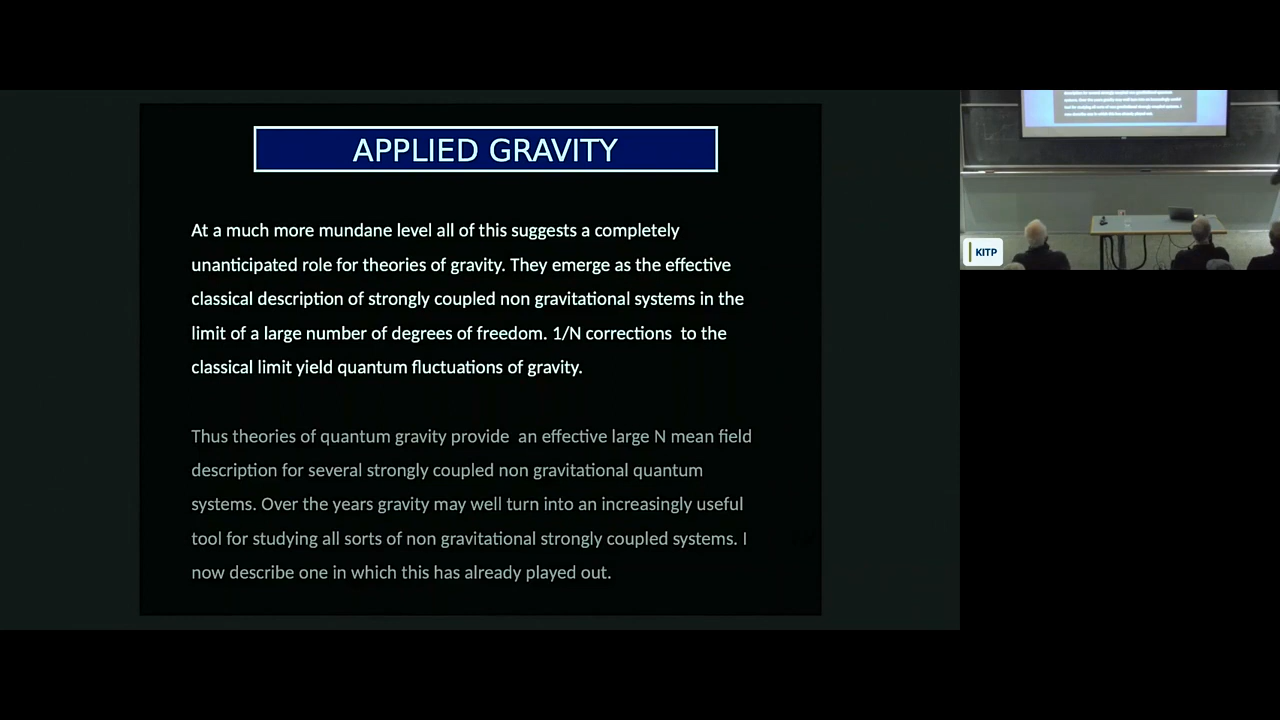 APPLIED GRAVITY
At a much more mundane level all of this suggests a completely
unanticipated role for theories of gravity. They emerge as the effective
classical description of strongly coupled non gravitational systems in the
limit of a large number of degrees of freedom. 1/N corrections  to the
classical limit yield quantum fluctuations of gravity.
Thus theories of quantum gravity provide  an effective large N mean field
description for several strongly coupled non gravitational quantum
systems. Over the years gravity may well turn into an increasingly useful
tool for studying all sorts of non gravitational strongly coupled systems. I
now describe one in which this has already played out.
KITP